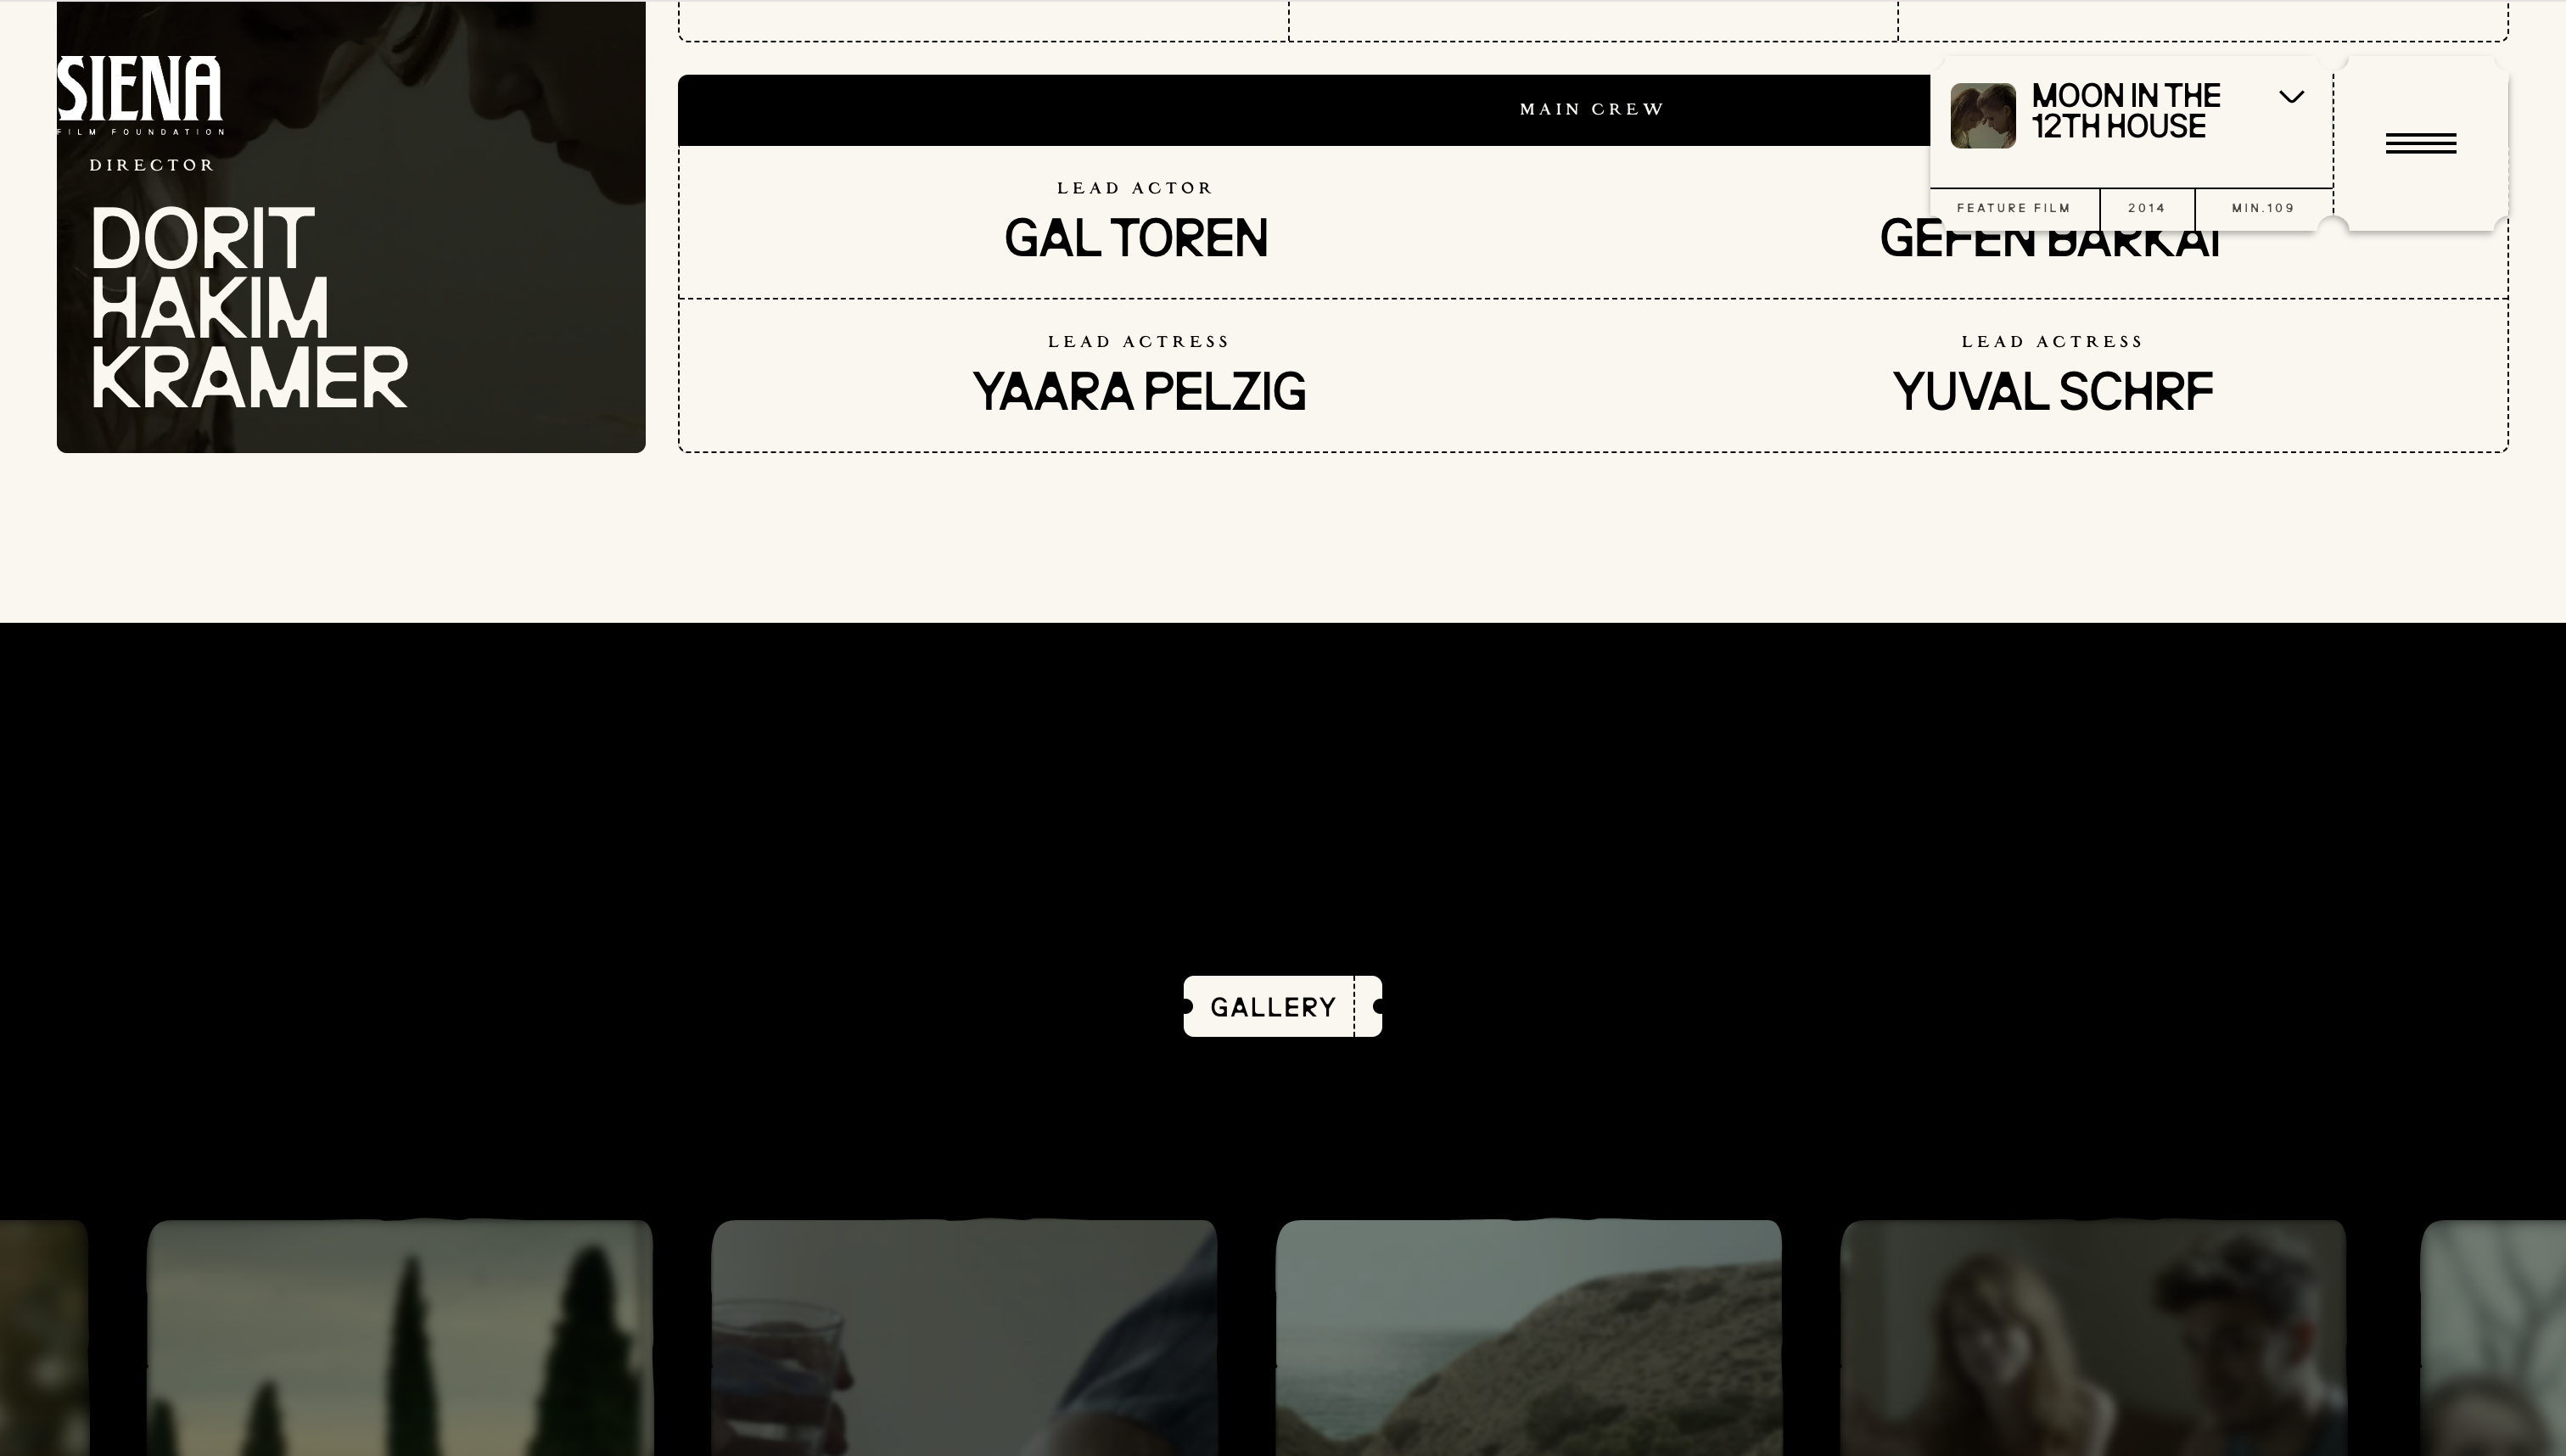 SIENA
FILM FOUNDATION
DIRECTOR
DORIT
HAKIM
KRAMER
MAIN CREW
LEAD ACTOR
GAL TOREN
GEFEN BARKAI
LEAD ACTRESS
YAARA PELZIG
LEAD ACTRESS
YUVAL SCHRF
MOON IN THE
12TH HOUSE
FEATURE FILM
2014
MIN.109
GALLERY